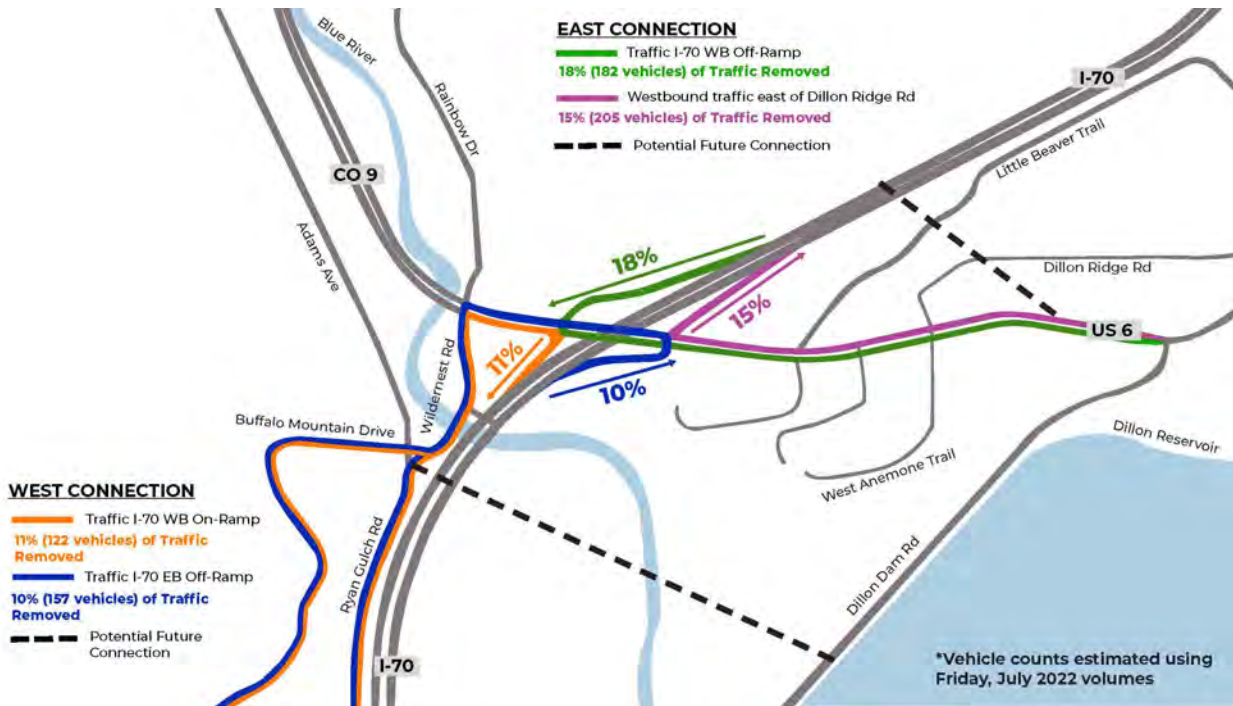 EAST CONNECTION
Traffic I-70 WB Off-Ramp
18% (182 vehicles) of Traffic Removed
Westbound traffic east of Dillon Ridge Rd
15% (205 vehicles) of Traffic Removed
Potential Future Connection
Blue River
Rainbow Dr
I-70
Little Beaver Trail
CO 9
Adams Ave
18%
15%
Dillon Ridge Rd
US 6
11%
10%
Wildernest Rd
Buffalo Mountain Drive
Dillon Reservoir
West Anemone Trail
WEST CONNECTION
Traffic I-70 WB On-Ramp
11% (122 vehicles) of Traffic
Removed
Traffic I-70 EB Off-Ramp
10% (157 vehicles) of Traffic
Removed
Potential Future
Connection
Ryan Gulch Rd
Dillon Dam Rd
I-70
*Vehicle counts estimated using
Friday, July 2022 volumes